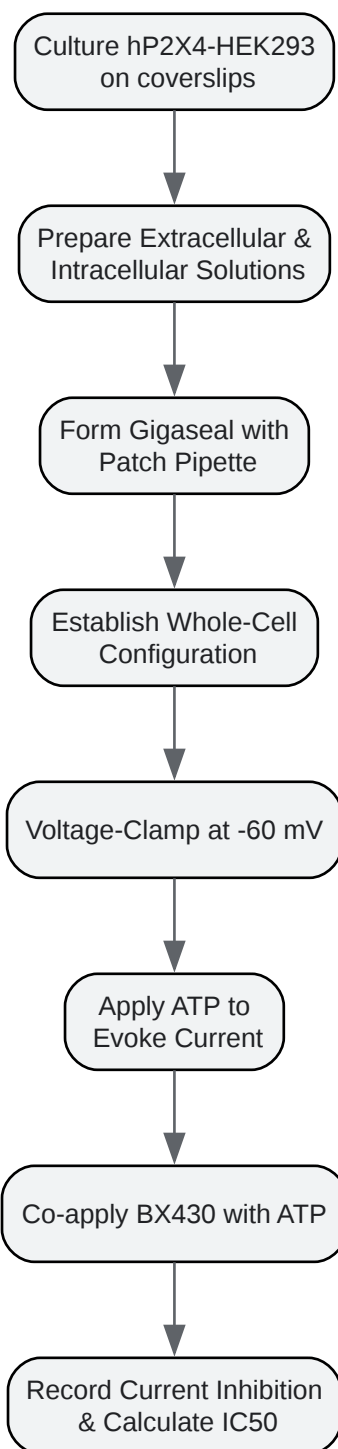 Culture hP2X4-HEK293
on coverslips
Prepare Extracellular &
Intracellular Solutions
Form Gigaseal with
Patch Pipette
Establish Whole-Cell
Configuration
Voltage-Clamp at -60 mV
Apply ATP to
Evoke Current
Co-apply BX430 with ATP
Record Current Inhibition
& Calculate IC50